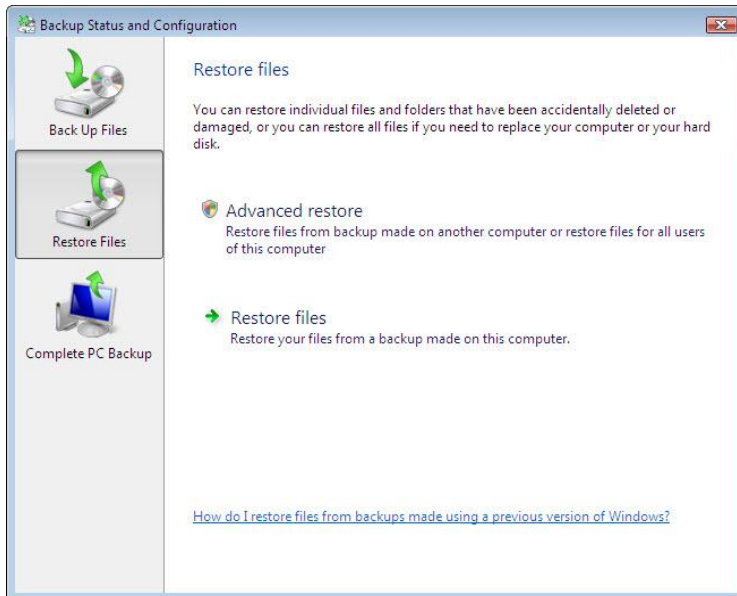 Backup Status and Configuration
Back Up Files
Restore Files
Complete PC Backup
Restore files
You can restore individual files and folders that have been accidentally deleted or
damaged, or you can restore all files if you need to replace your computer or your hard
disk.
Advanced restore
Restore files from backup made on another computer or restore files for all users
of this computer
Restore files
Restore your files from a backup made on this computer.
How do I restore files from backups made using a previous version of Windows?